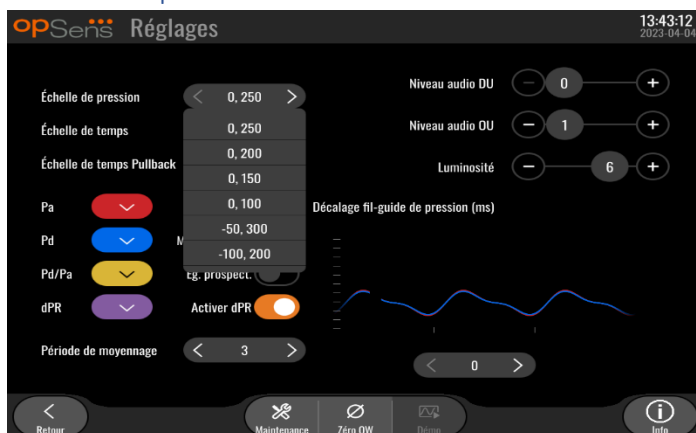 opSens Réglages
13:43:12
2023-04-04
Échelle de pression 0, 250
0, 250
0, 200
0, 150
0, 100
-50, 300
-100, 200
Échelle de temps
Échelle de temps Pullback
Pa
Pd M
Pd/Pa Eg. prospect.
dPR Activer dPR
Période de moyennage 3
Niveau audio DU 0
Niveau audio OU 1
Luminosité 6
Décalage fil-guide de pression (ms)
0
Retour
Maintenance
Zéro OW
Démo
Info